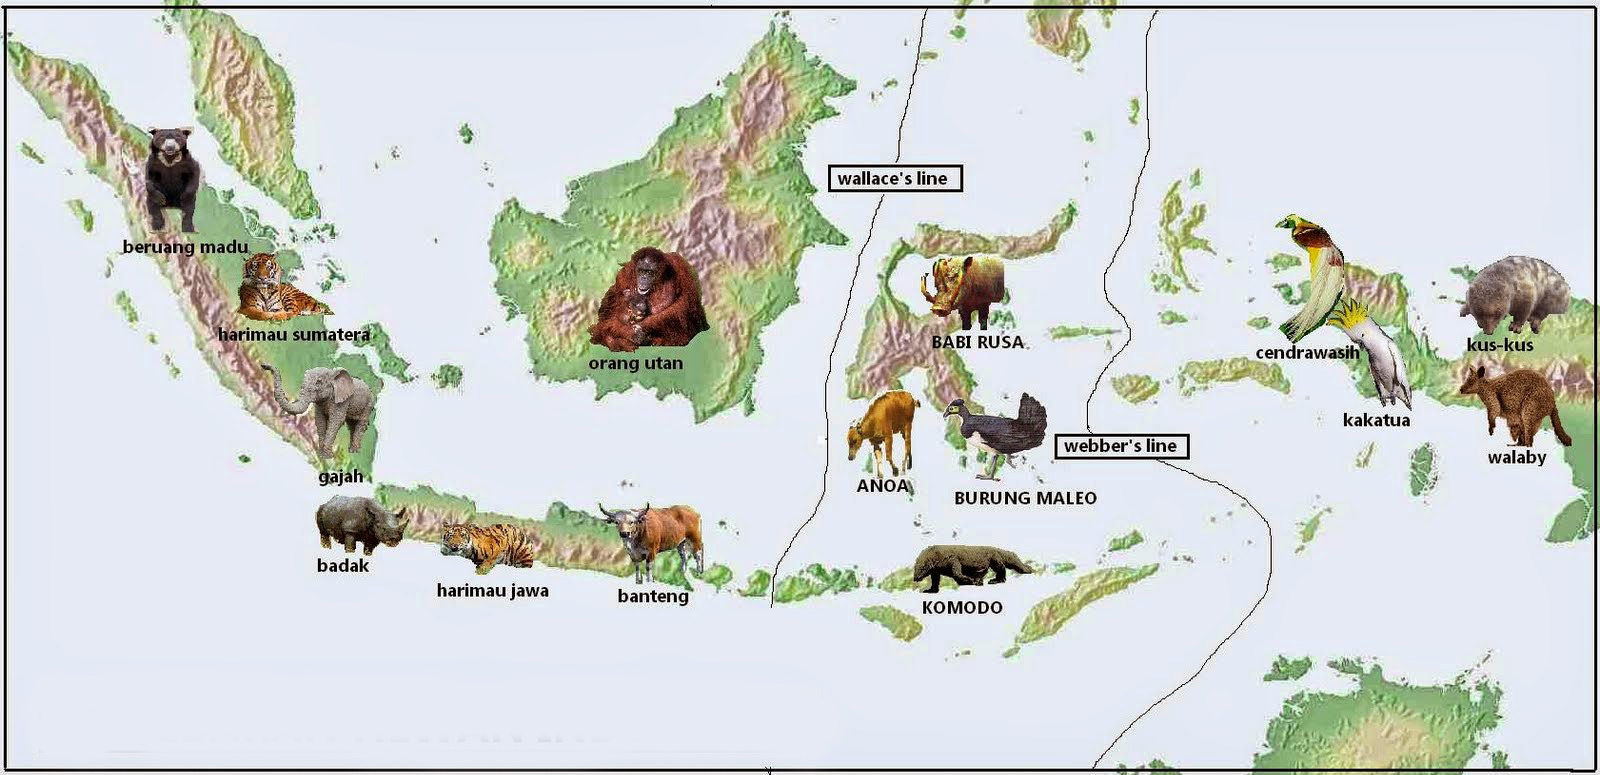 wallace's line
beruang madu
harimau sumatera
orang utan
BABI RUSA
cendrawasih
kus-kus
kakatua
webber's line
walaby
gajah
ANOA
BURUNG MALEO
badak
harimau jawa
banteng
KOMODO